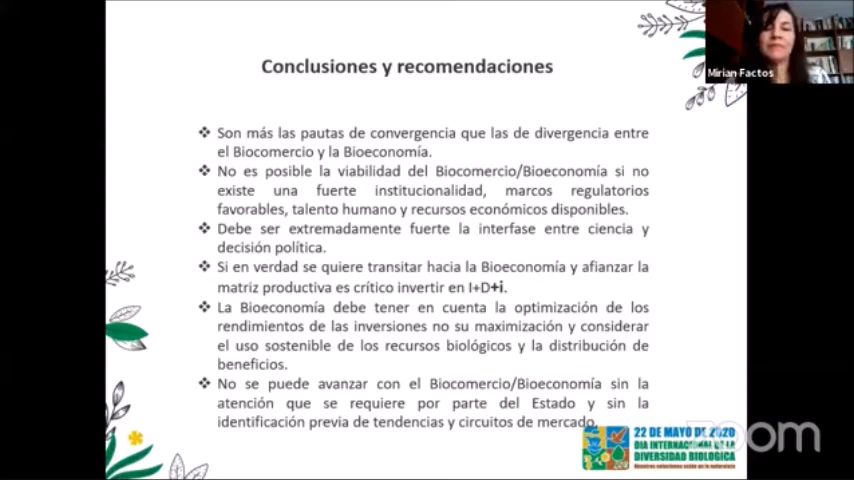 Conclusiones y recomendaciones
Mirian Factos
❖ Son más las pautas de convergencia que las de divergencia entre
el Biocomercio y la Bioeconomía.
❖ No es posible la viabilidad del Biocomercio/Bioeconomía si no
existe una fuerte institucionalidad, marcos regulatorios
favorables, talento humano y recursos económicos disponibles.
❖ Debe ser extremadamente fuerte la interfase entre ciencia y
decisión política.
❖ Si en verdad se quiere transitar hacia la Bioeconomía y afianzar la
matriz productiva es crítico invertir en I+D+i.
❖ La Bioeconomía debe tener en cuenta la optimización de los
rendimientos de las inversiones no su maximización y considerar
el uso sostenible de los recursos biológicos y la distribución de
beneficios.
❖ No se puede avanzar con el Biocomercio/Bioeconomía sin la
atención que se requiere por parte del Estado y sin la
identificación previa de tendencias y circuitos de mercado.
22 DE MAYO DE 2020
DIA INTERNACIONAL DE LA
DIVERSIDAD BIOLÓGICA
Nuestras soluciones están en la naturaleza
zoom